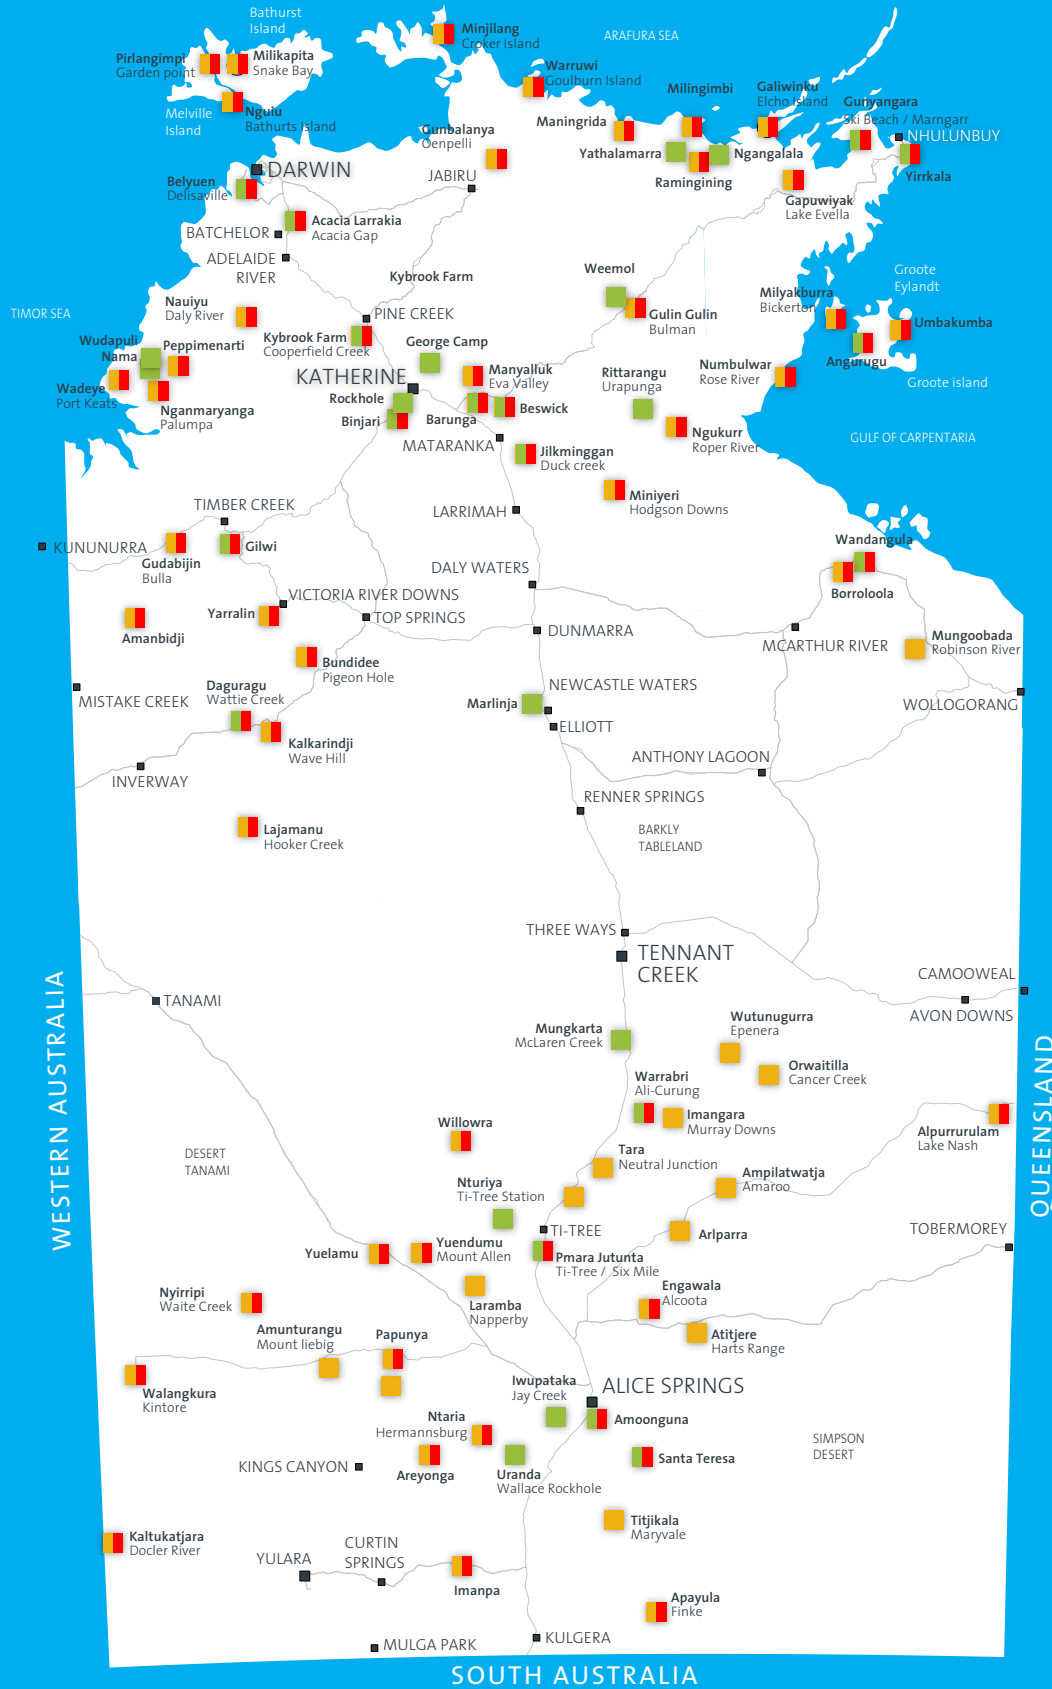 Bathurst
Island
Minjilang
Croker Island
ARAFURA SEA
Pirlangimpi
Garden point
Milikapita
Snake Bay
Warruwi
Goulburn Island
Milingimbi
Galiwinku
Elcho Island
Gunyangara
Ski Beach / Marngarr
Melville
Island
Nguiu
Bathurts Island
Gunbalanya
Oenpelli
Maningrida
NHULUNBUY
Yathalamarra
Ngangalala
Ramingining
Yirrkala
DARWIN
JABIRU
Belyuen
Delisaville
Gapuwiyak
Lake Evella
Acacia Larrakia
Acacia Gap
BATCHELOR
ADELAIDE
RIVER
Kybrook Farm
Weemol
Groote
Eylandt
Milyakburra
Bickerton
Nauiyu
Daly River
TIMOR SEA
PINE CREEK
Gulin Gulin
Bulman
Umbakumba
Wudapuli
Nama
Peppimenarti
Kybrook Farm
Cooperfield Creek
George Camp
Angurugu
KATHERINE
Manyalluk
Eva Valley
Rittarangu
Urapunga
Numbulwar
Rose River
Groote island
Wadeye
Port Keats
Rockhole
Nganmaryanga
Palumpa
Binjari
Barunga
Beswick
MATARANKA
Ngukurr
Roper River
GULF OF CARPENTARIA
Jilkminggan
Duck creek
Miniyeri
Hodgson Downs
TIMBER CREEK
LARRIMAH
KUNUNURRA
Gilwi
Wandangula
Gudabijin
Bulla
DALY WATERS
Borroloola
VICTORIA RIVER DOWNS
Yarralin
TOP SPRINGS
Amanbidji
DUNMARRA
MCARTHUR RIVER
Mungoobada
Robinson River
Bundidee
Pigeon Hole
Daguragu
Wattie Creek
NEWCASTLE WATERS
MISTAKE CREEK
Marlinja
WOLLOGORANG
ELLIOTT
Kalkarindji
Wave Hill
ANTHONY LAGOON
INVERWAY
RENNER SPRINGS
Lajamanu
Hooker Creek
BARKLY
TABLELAND
THREE WAYS
TENNANT
CREEK
CAMOOWEAL
TANAMI
AVON DOWNS
WESTERN AUSTRALIA
QUEENSLAND
Mungkarta
McLaren Creek
Wutunugurra
Epenera
Orwaitilla
Cancer Creek
Warrabri
Ali-Curung
Imangara
Murray Downs
Willowra
Alpurrurulam
Lake Nash
DESERT
TANAMI
Tara
Neutral Junction
Ampilatwatja
Amaroo
Nturiya
Ti-Tree Station
TI-TREE
Arlparra
TOBERMOREY
Yuelamu
Yuendumu
Mount Allen
Pmara Jutunta
Ti-Tree / Six Mile
Nyirripi
Waite Creek
Laramba
Napperby
Engawala
Alcoota
Amunturangu
Mount liebig
Papunya
Atitjere
Harts Range
Walangkura
Kintore
Iwupataka
Jay Creek
ALICE SPRINGS
Ntaria
Hermannsburg
Amoonguna
SIMPSON
DESERT
KINGS CANYON
Areyonga
Uranda
Wallace Rockhole
Santa Teresa
Titjikala
Maryvale
Kaltukatjara
Docler River
YULARA
CURTIN
SPRINGS
Imanpa
Apayula
Finke
MULGA PARK
KULGERA
SOUTH AUSTRALIA